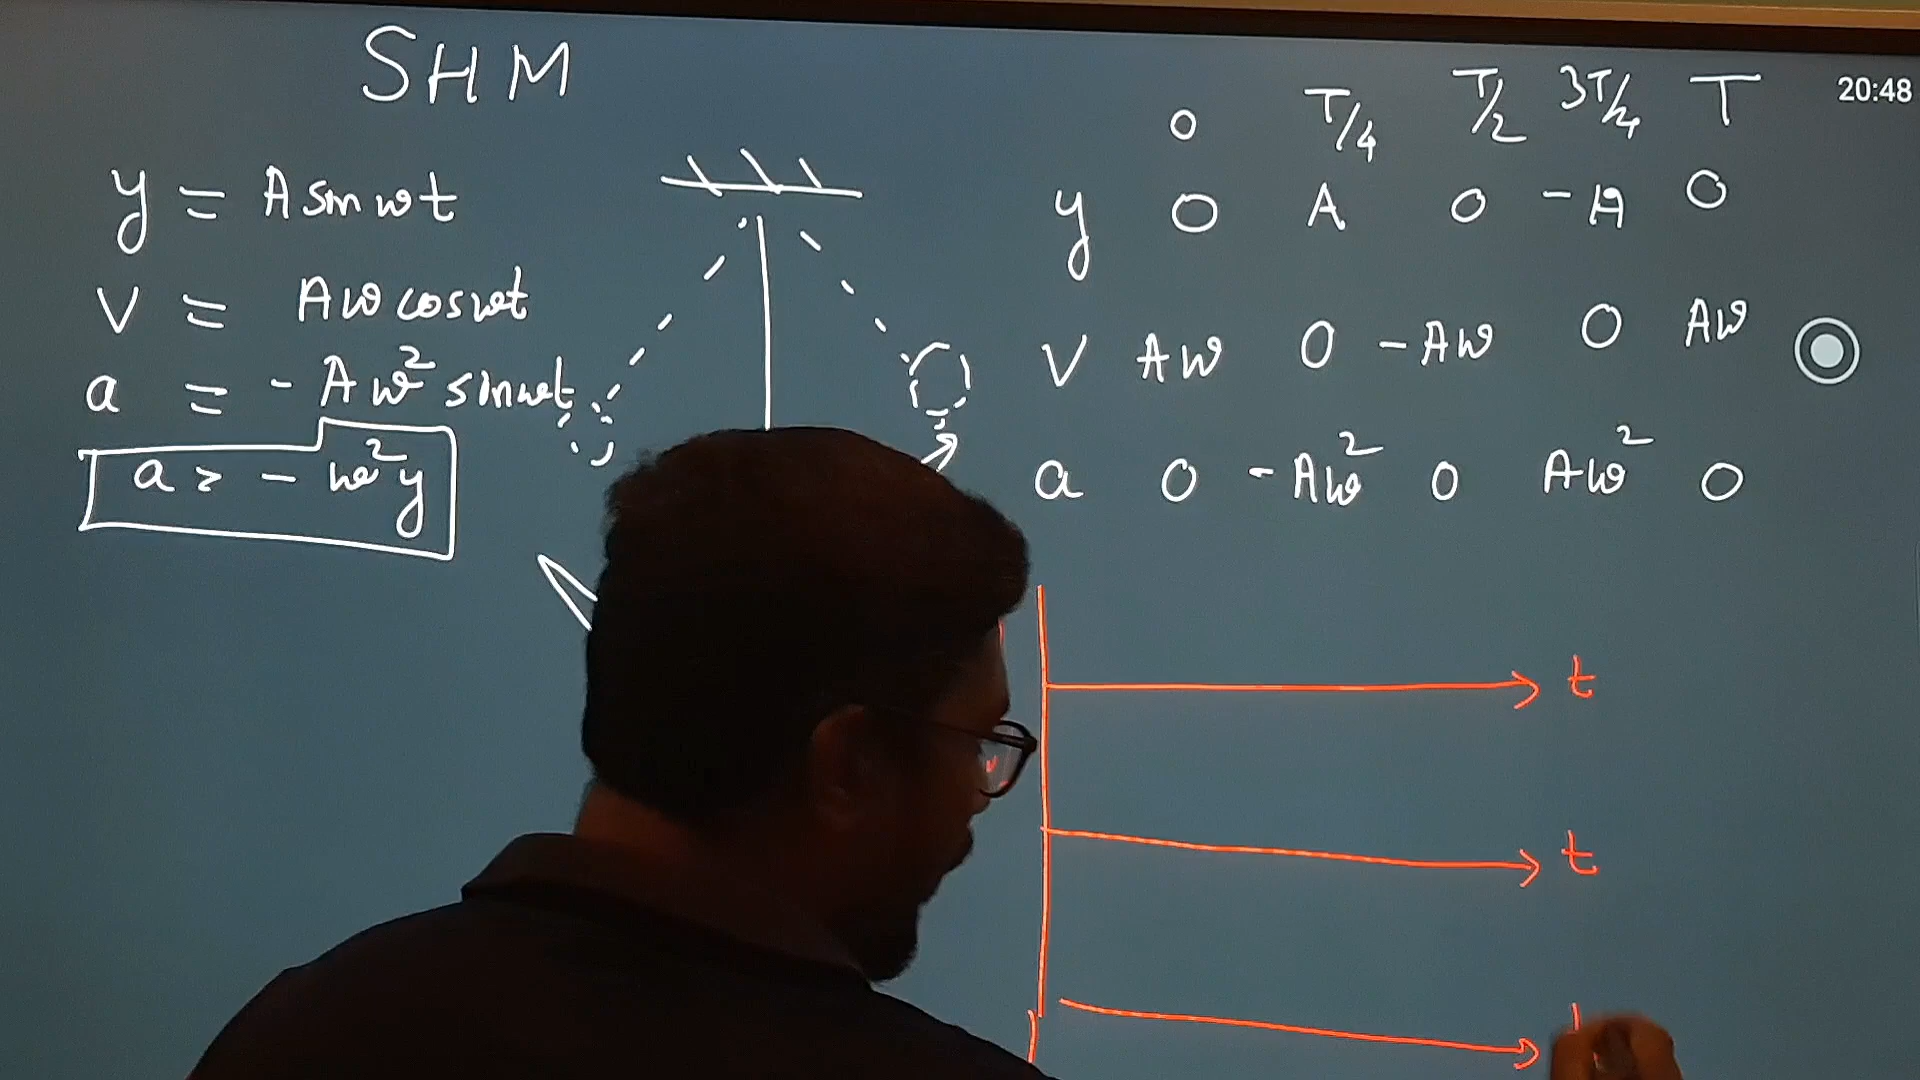 SHM
20:48
y = A sin ωt
V = Aω cos ωt
a = - Aω² sin ωt
a = - ω² y
0 T/4 T/2 3T/4 T
y 0 A 0 -A 0
V Aω 0 -Aω 0 Aω
a 0 -Aω² 0 Aω² 0
t
t